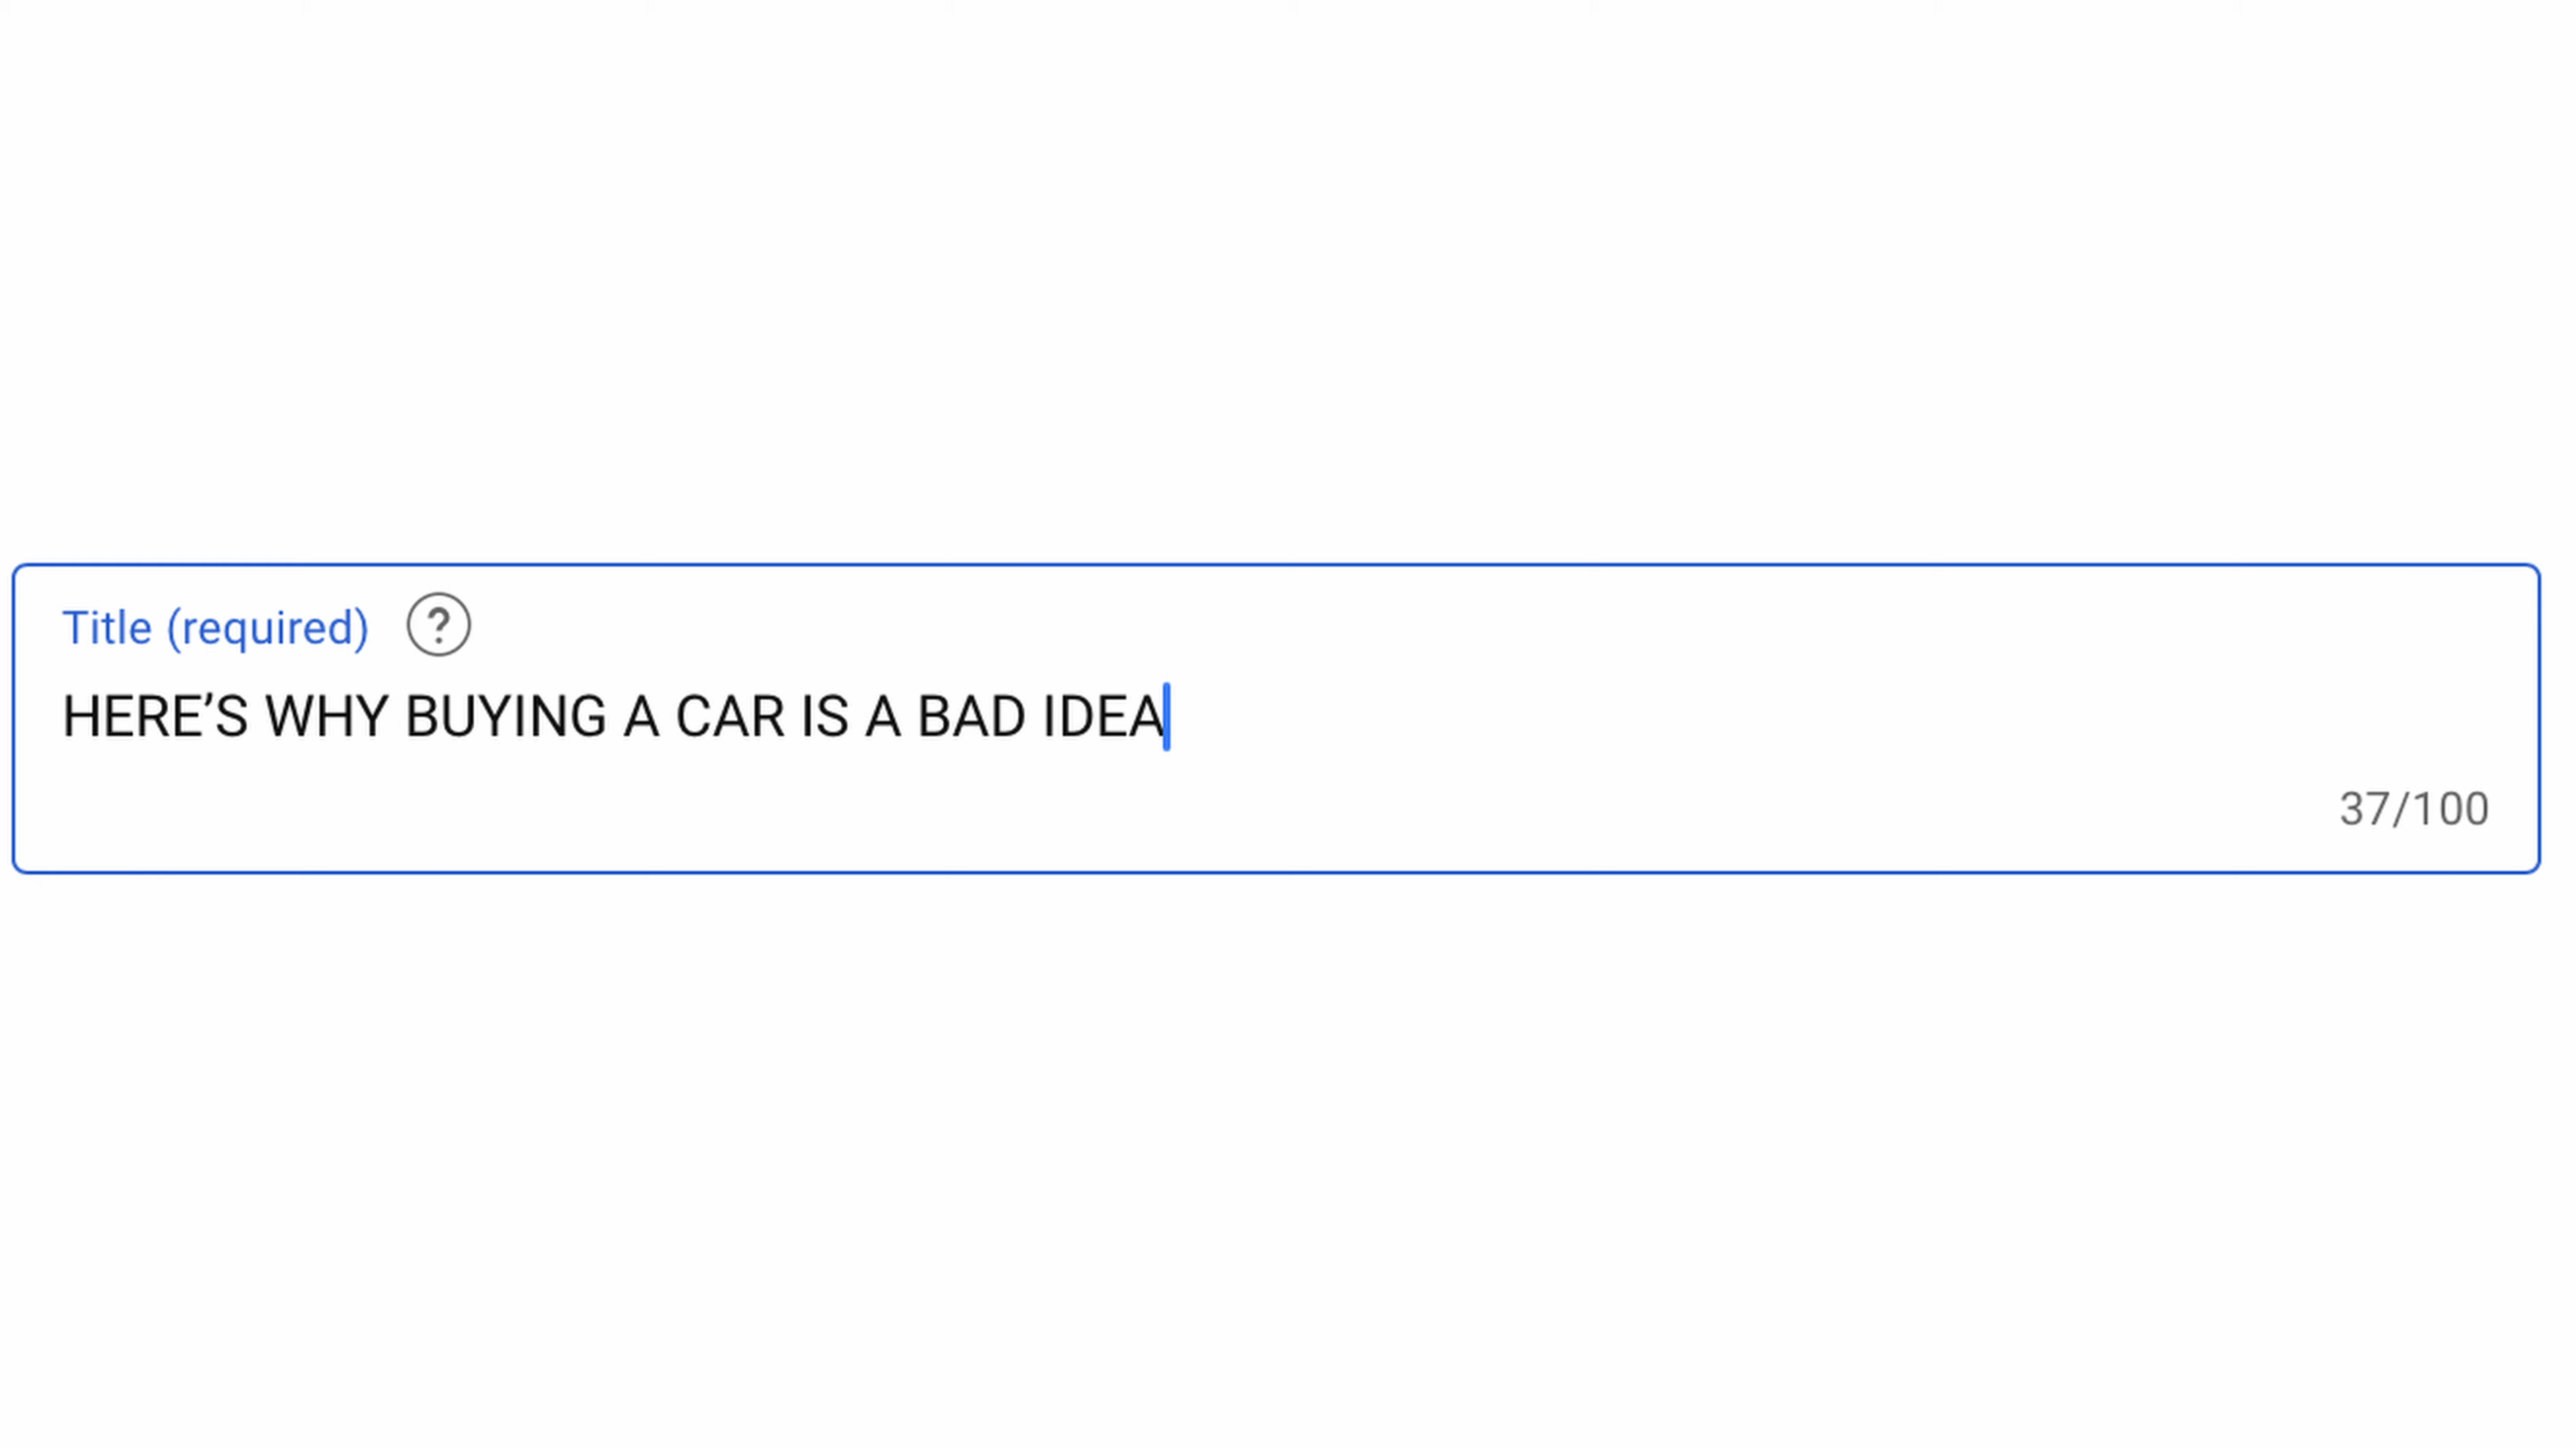 Title (required) ?
HERE’S WHY BUYING A CAR IS A BAD IDEA
37/100